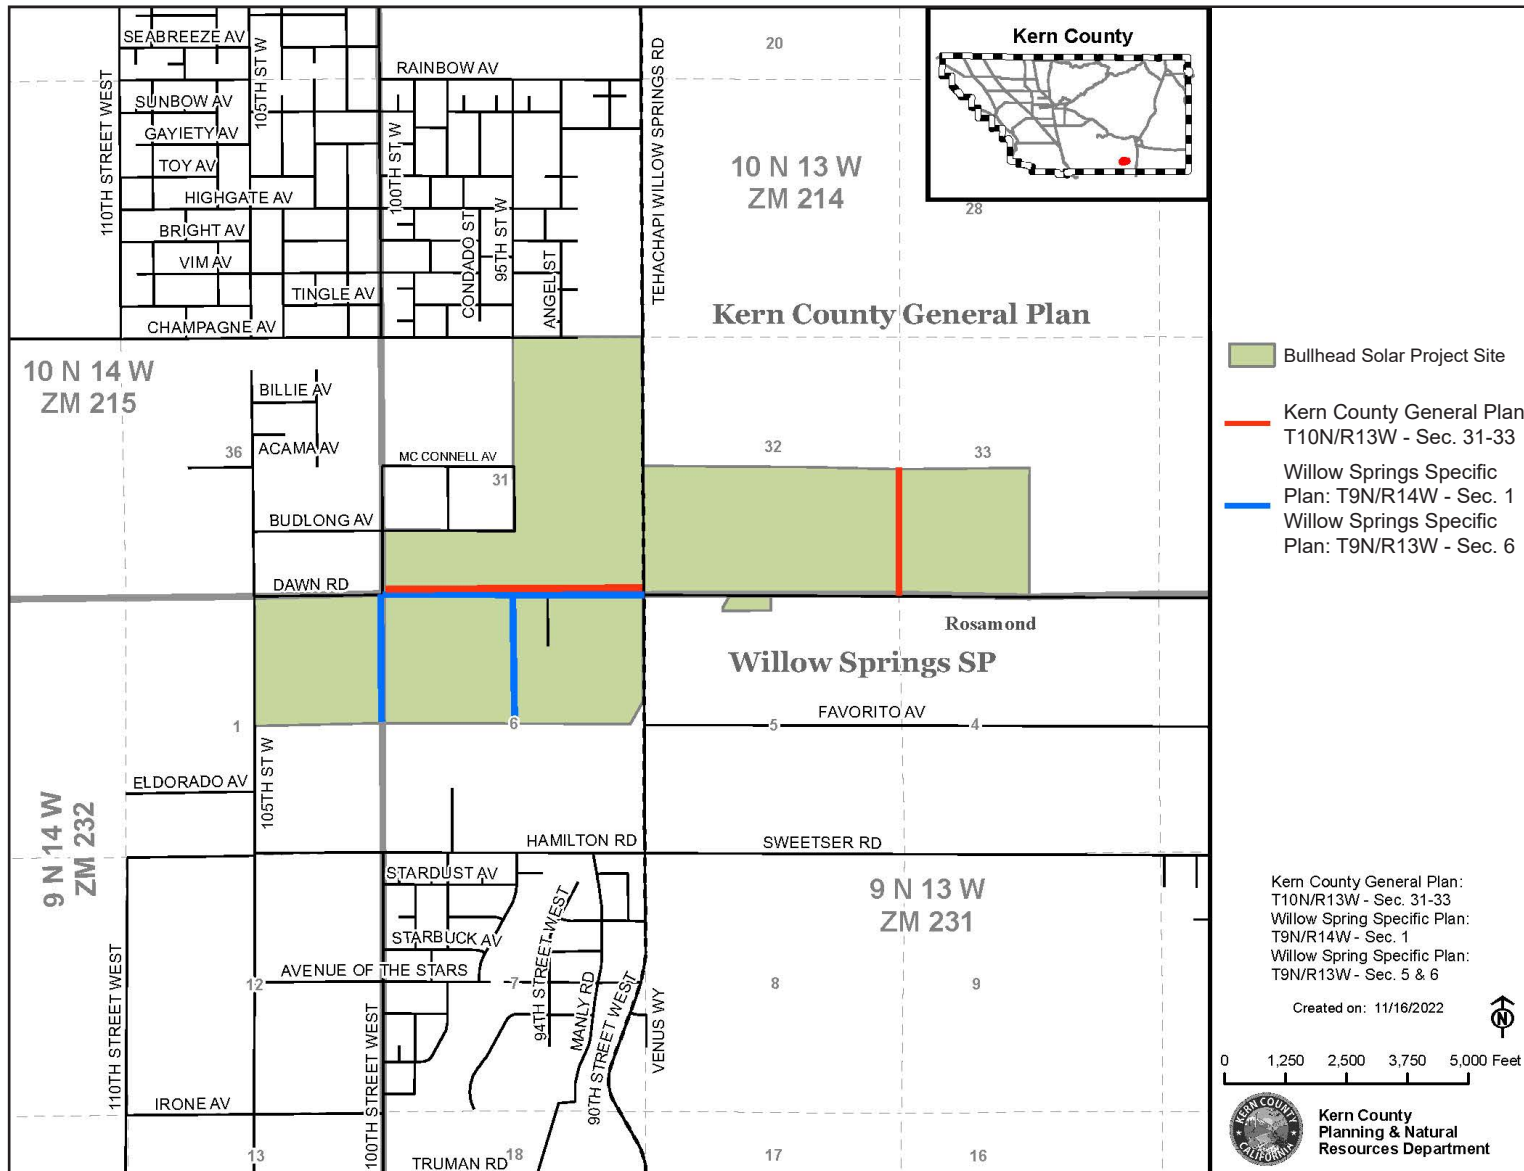 SEABREEZE AV
105TH ST W
RAINBOW AV
TEHACHAPI WILLOW SPRINGS RD
20
Kern County
110TH STREET WEST
SUNBOW AV
GAYIETY AV
TOY AV
HIGHGATE AV
BRIGHT AV
VIM AV
TINGLE AV
CHAMPAGNE AV
100TH ST W
CONDADO ST
95TH ST W
ANGEL ST
10 N 13 W
ZM 214
28
Kern County General Plan
10 N 14 W
ZM 215
BILLIE AV
ACAMA AV
36
MC CONNELL AV
31
BUDLONG AV
DAWN RD
32
33
Rosamond
Willow Springs SP
FAVORITO AV
1
6
5
4
ELDORADO AV
105TH ST W
9 N 14 W
ZM 232
HAMILTON RD
SWEETSER RD
STARDUST AV
STARBUCK AV
AVENUE OF THE STARS
94TH STREET WEST
MANLY RD
90TH STREET WEST
VENUS WY
9 N 13 W
ZM 231
12
7
8
9
110TH STREET WEST
100TH STREET WEST
IRONE AV
TRUMAN RD
13
18
17
16
Bullhead Solar Project Site
Kern County General Plan
T10N/R13W - Sec. 31-33
Willow Springs Specific
Plan: T9N/R14W - Sec. 1
Willow Springs Specific
Plan: T9N/R13W - Sec. 6
Kern County General Plan:
T10N/R13W - Sec. 31-33
Willow Spring Specific Plan:
T9N/R14W - Sec. 1
Willow Spring Specific Plan:
T9N/R13W - Sec. 5 & 6
Created on: 11/16/2022
N
0 1,250 2,500 3,750 5,000 Feet
KERN COUNTY
CALIFORNIA
Kern County
Planning & Natural
Resources Department